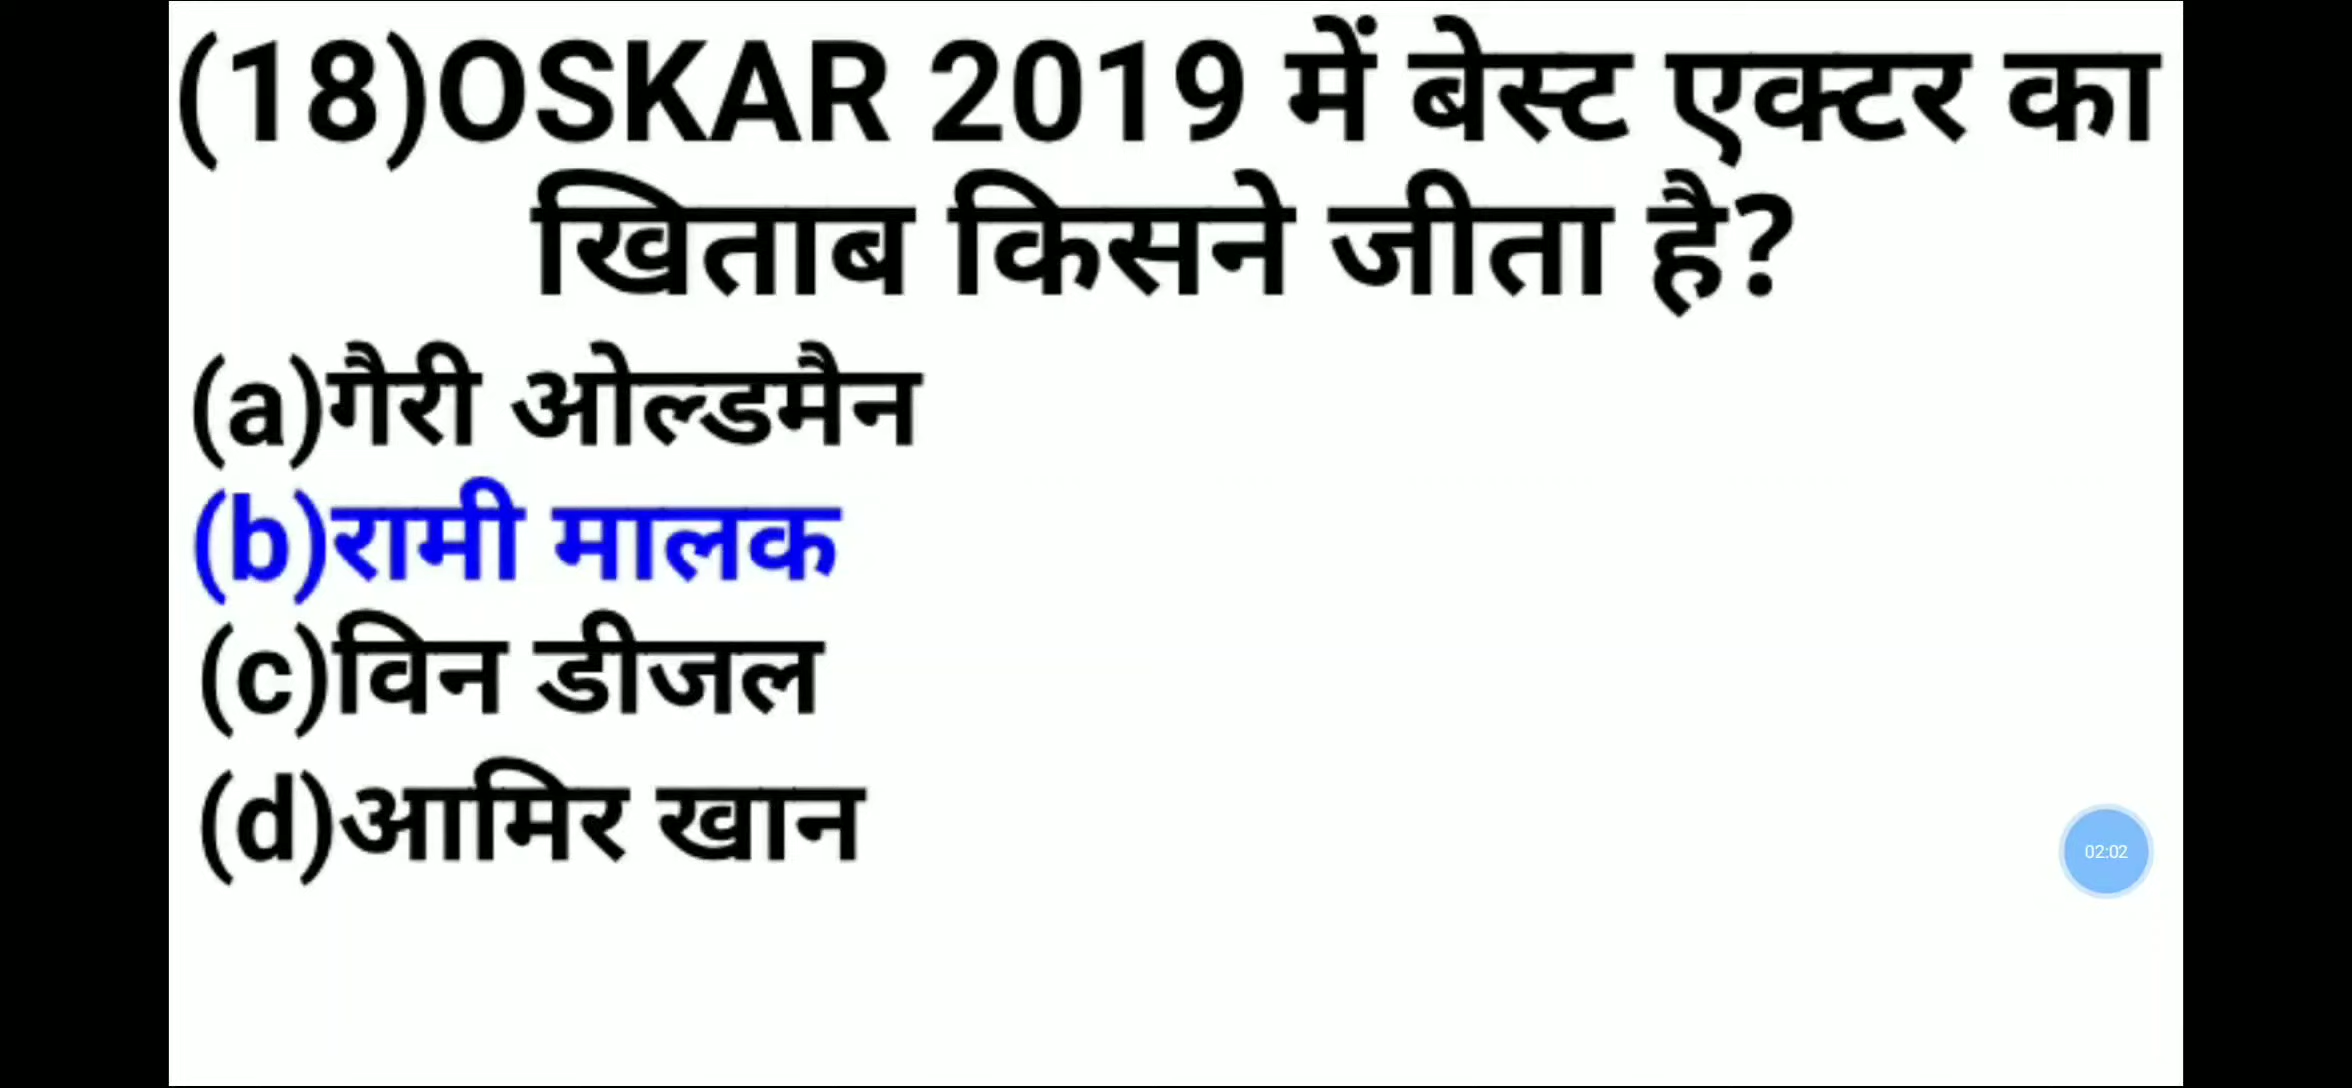 (18)OSKAR 2019 में बेस्ट एक्टर का
खिताब किसने जीता है?
(a)गैरी ओल्डमैन
(b)रामी मालक
(c)विन डीजल
(d)आमिर खान
02:02